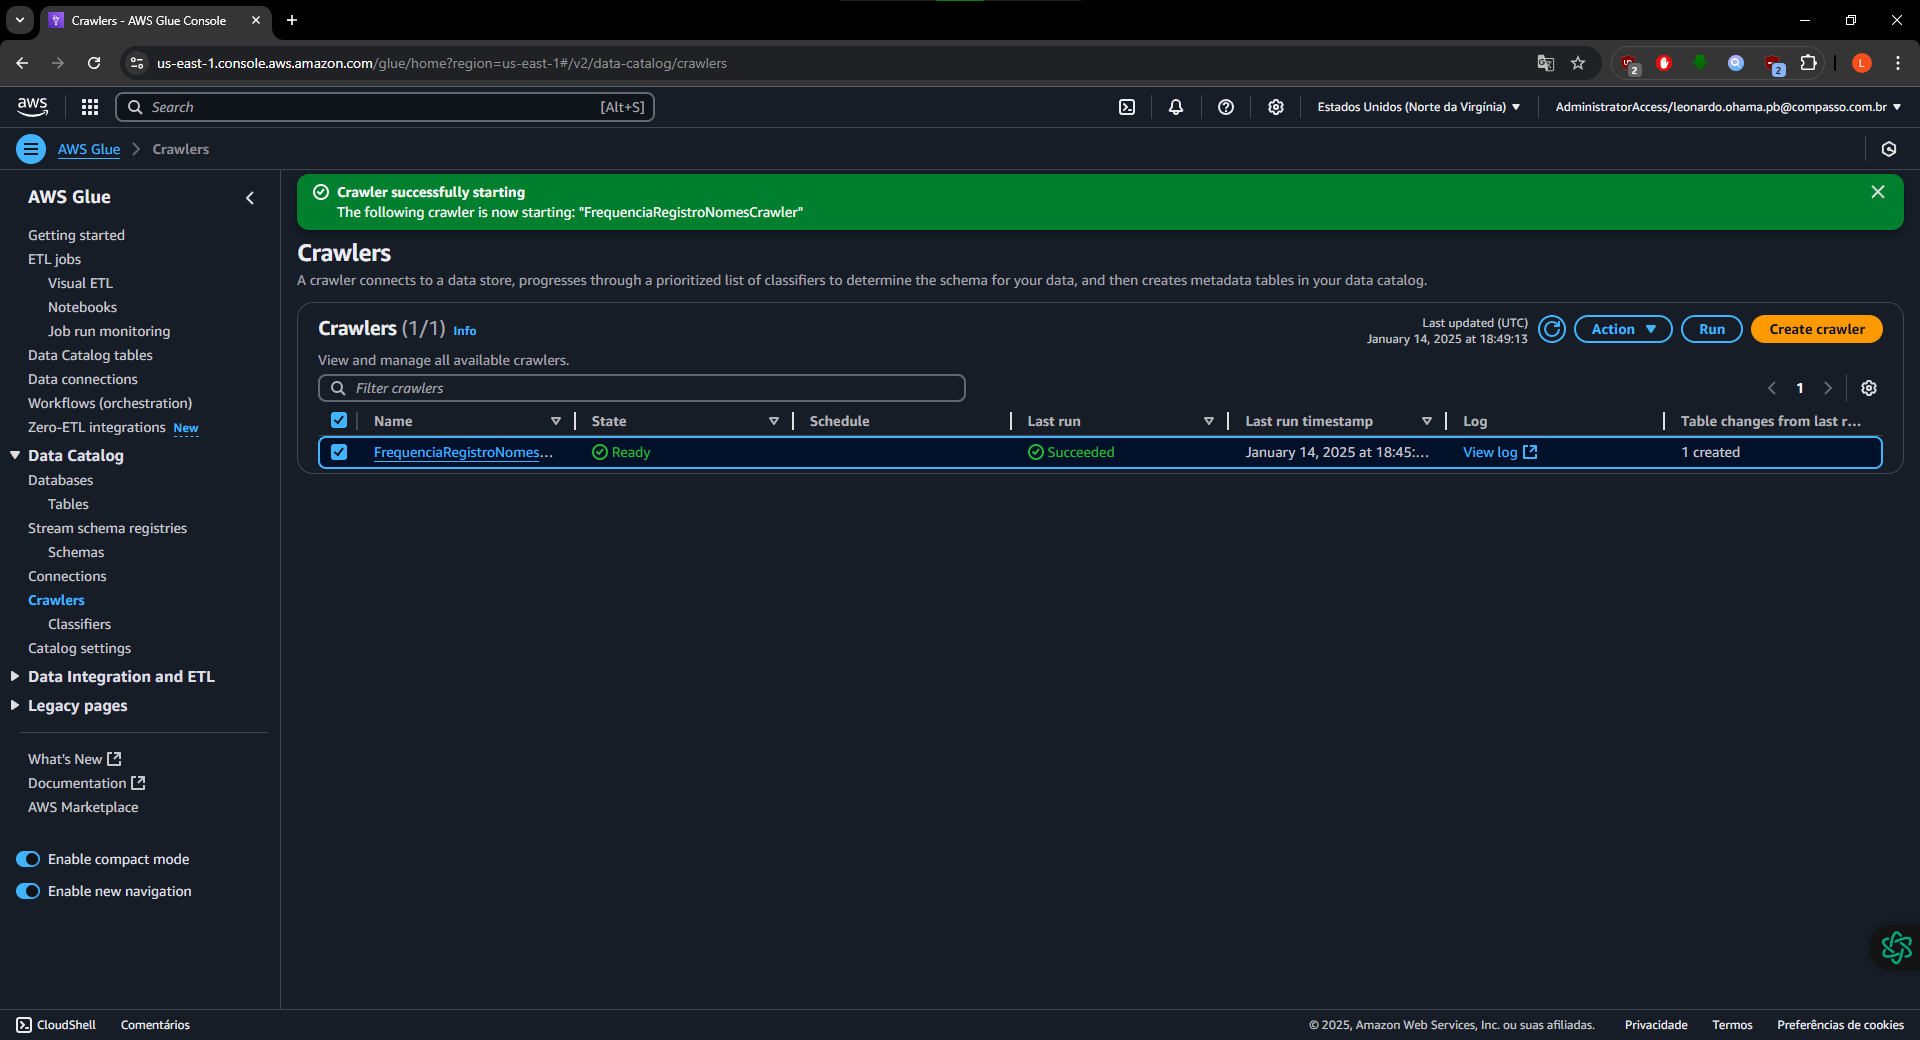 Crawlers - AWS Glue Console
us-east-1.console.aws.amazon.com/glue/home?region=us-east-1#/v2/data-catalog/crawlers
2
2
L
aws
Search
[Alt+S]
Estados Unidos (Norte da Virgínia)
AdministratorAccess/leonardo.ohama.pb@compasso.com.br
AWS Glue
Crawlers
AWS Glue
Getting started
ETL jobs
Visual ETL
Notebooks
Job run monitoring
Data Catalog tables
Data connections
Workflows (orchestration)
Zero-ETL integrations New
Data Catalog
Databases
Tables
Stream schema registries
Schemas
Connections
Crawlers
Classifiers
Catalog settings
Data Integration and ETL
Legacy pages
What's New
Documentation
AWS Marketplace
Enable compact mode
Enable new navigation
Crawler successfully starting
The following crawler is now starting: "FrequenciaRegistroNomesCrawler"
Crawlers
A crawler connects to a data store, progresses through a prioritized list of classifiers to determine the schema for your data, and then creates metadata tables in your data catalog.
Crawlers (1/1) Info
Last updated (UTC)
January 14, 2025 at 18:49:13
Action
Run
Create crawler
View and manage all available crawlers.
Filter crawlers
1
Name State Schedule Last run Last run timestamp Log Table changes from last r...
FrequenciaRegistroNomes... Ready Succeeded January 14, 2025 at 18:45:... View log 1 created
CloudShell
Comentários
© 2025, Amazon Web Services, Inc. ou suas afiliadas.
Privacidade
Termos
Preferências de cookies